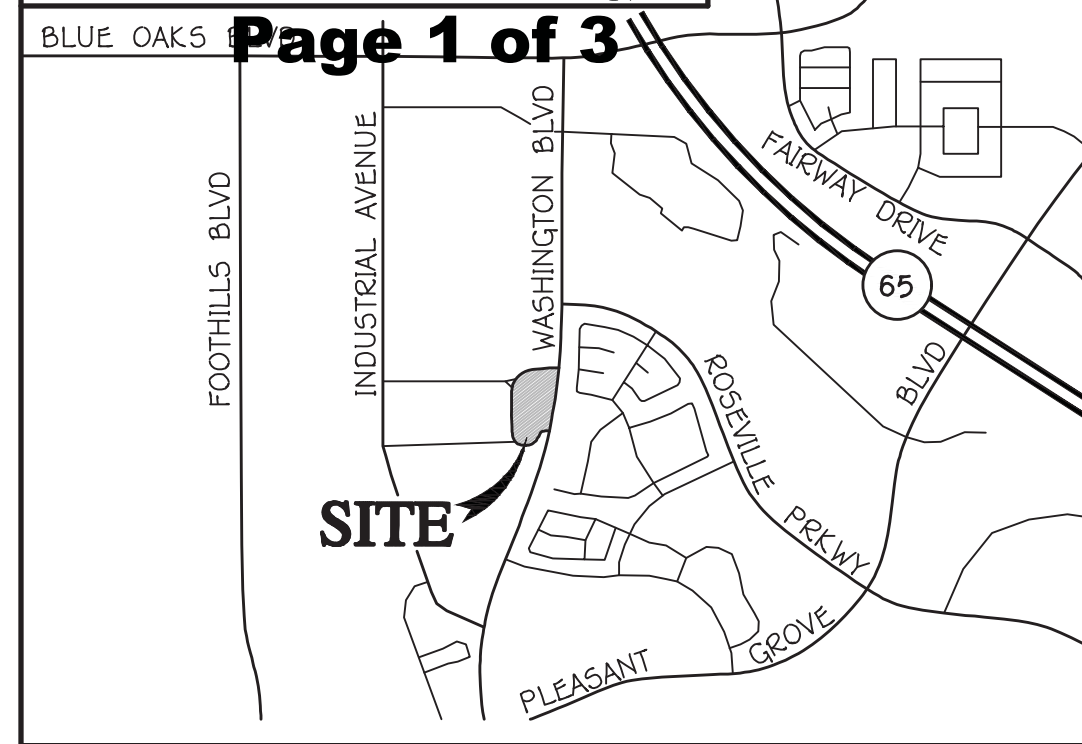 BLUE OAKS BLVD
Page 1 of 3
FOOTHILLS BLVD
INDUSTRIAL AVENUE
WASHINGTON BLVD
FAIRWAY DRIVE
65
BLVD
ROSEVILLE
PRKWY
SITE
PLEASANT
GROVE